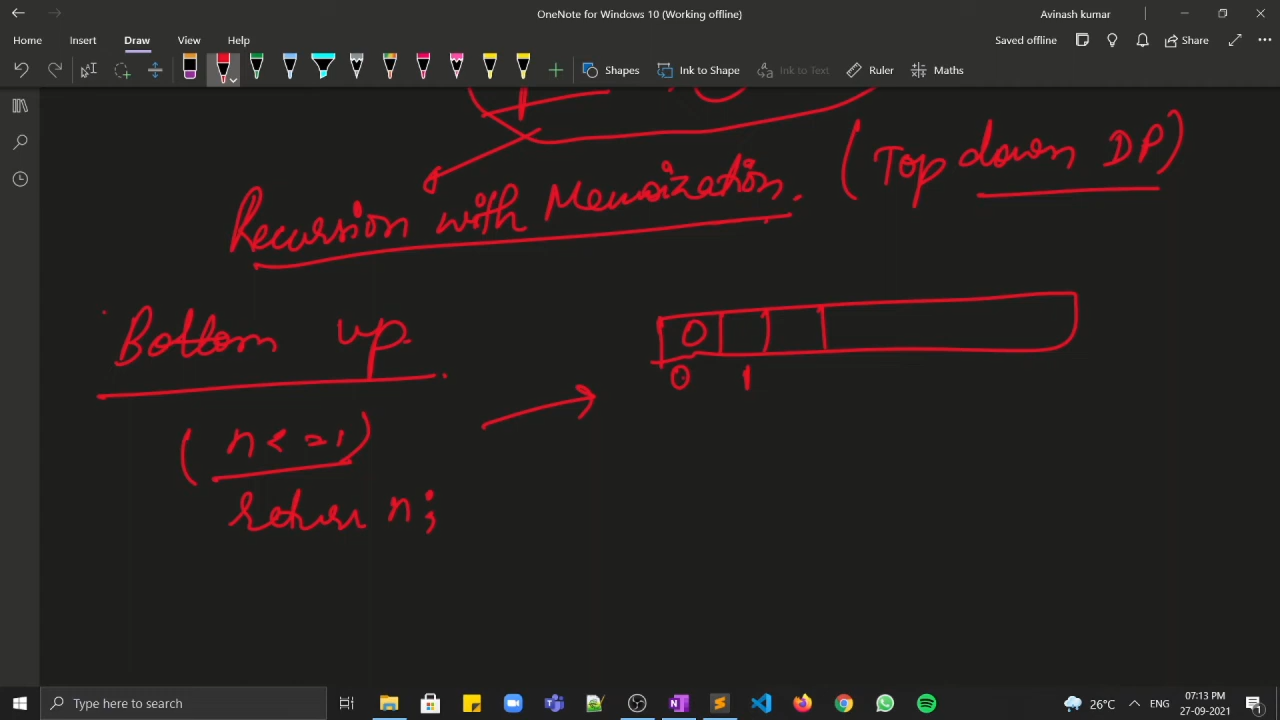 OneNote for Windows 10 (Working offline)
Avinash kumar
Home Insert Draw View Help
Saved offline
Share
Shapes
Ink to Shape
Ink to Text
Ruler
Maths
(Top down DP)
Recursion with Memoization.
Bottom up.
0
0 1
(n<=1)
return n;
Type here to search
26°C
ENG
07:13 PM
27-09-2021